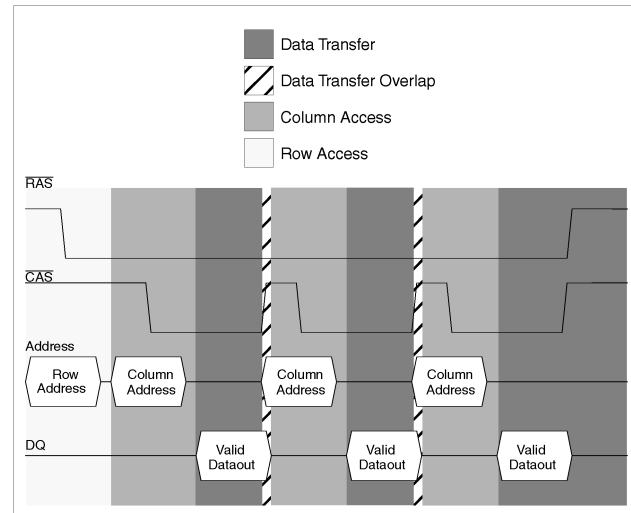 Data Transfer
Data Transfer Overlap
Column Access
Row Access
RAS
CAS
Address
Row
Address
Column
Address
Column
Address
Column
Address
DQ
Valid
Dataout
Valid
Dataout
Valid
Dataout